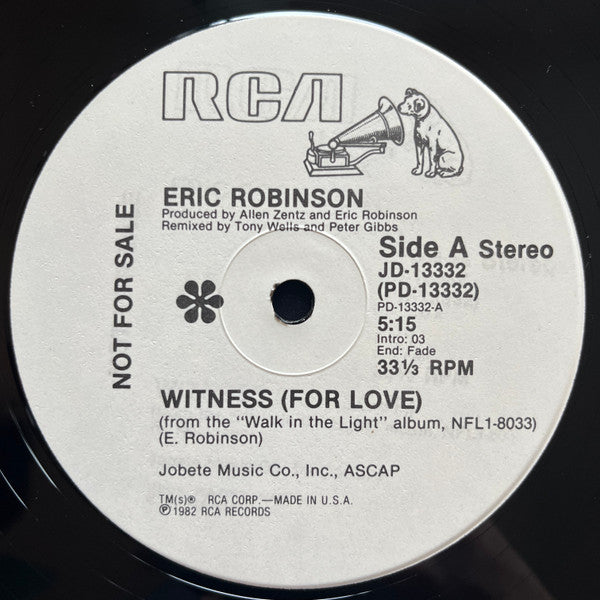 RCA
ERIC ROBINSON
Produced by Allen Zentz and Eric Robinson
Remixed by Tony Wells and Peter Gibbs
NOT FOR SALE
*
Side A Stereo
JD-13332
(PD-13332)
PD-13332-A
5:15
Intro: 03
End: Fade
33⅓ RPM
WITNESS (FOR LOVE)
(from the "Walk in the Light" album, NFL1-8033)
(E. Robinson)
Jobete Music Co., Inc., ASCAP
TM(s)® RCA CORP.—MADE IN U.S.A.
℗1982 RCA RECORDS